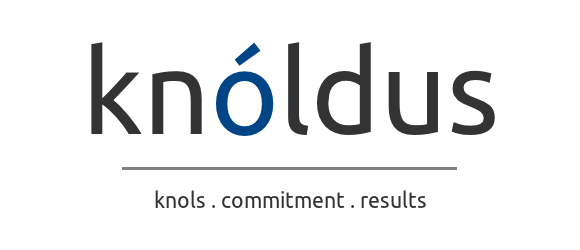 knóldus
knols . commitment . results